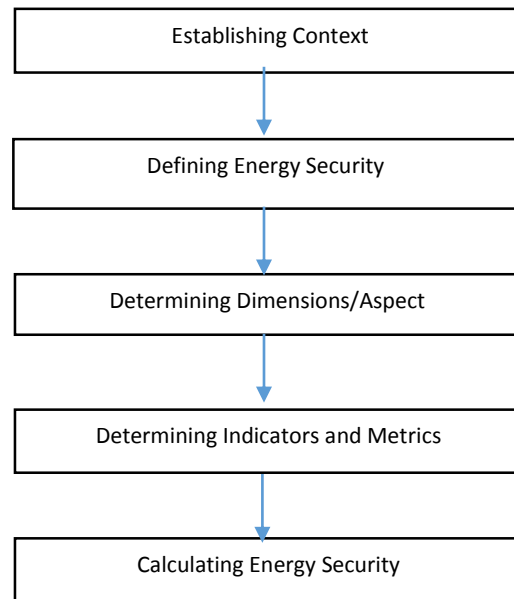 Establishing Context
Defining Energy Security
Determining Dimensions/Aspect
Determining Indicators and Metrics
Calculating Energy Security